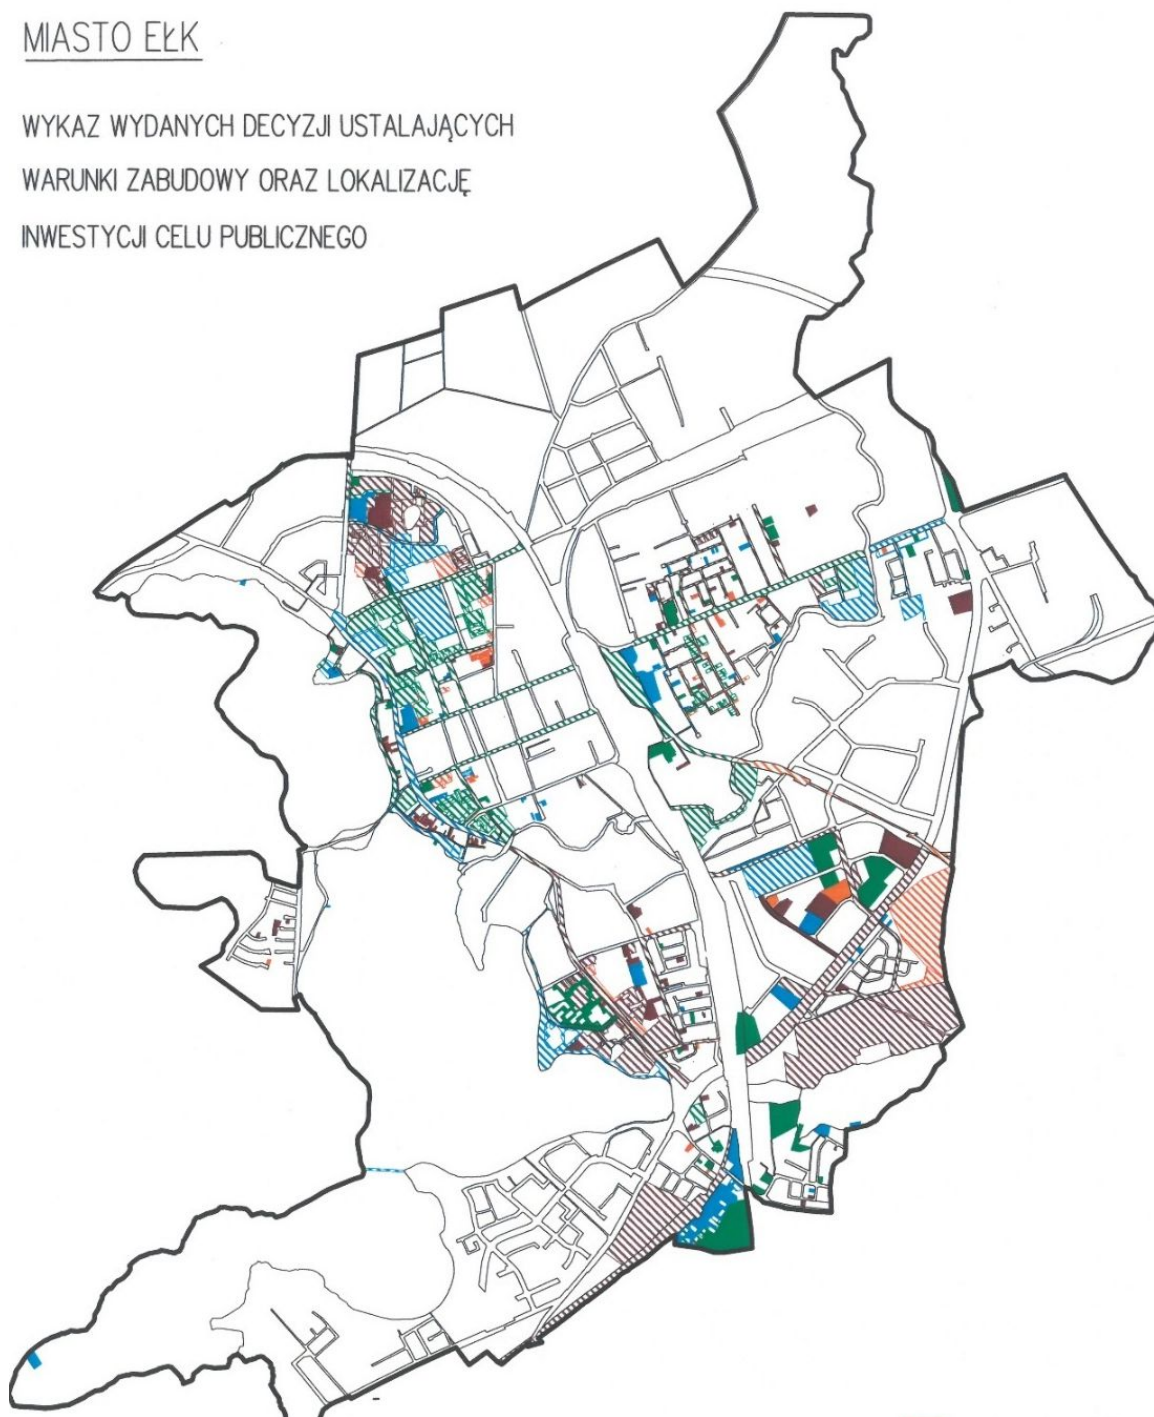 MIASTO EŁK
WYKAZ WYDANYCH DECYZJI USTALAJĄCYCH
WARUNKI ZABUDOWY ORAZ LOKALIZACJĘ
INWESTYCJI CELU PUBLICZNEGO